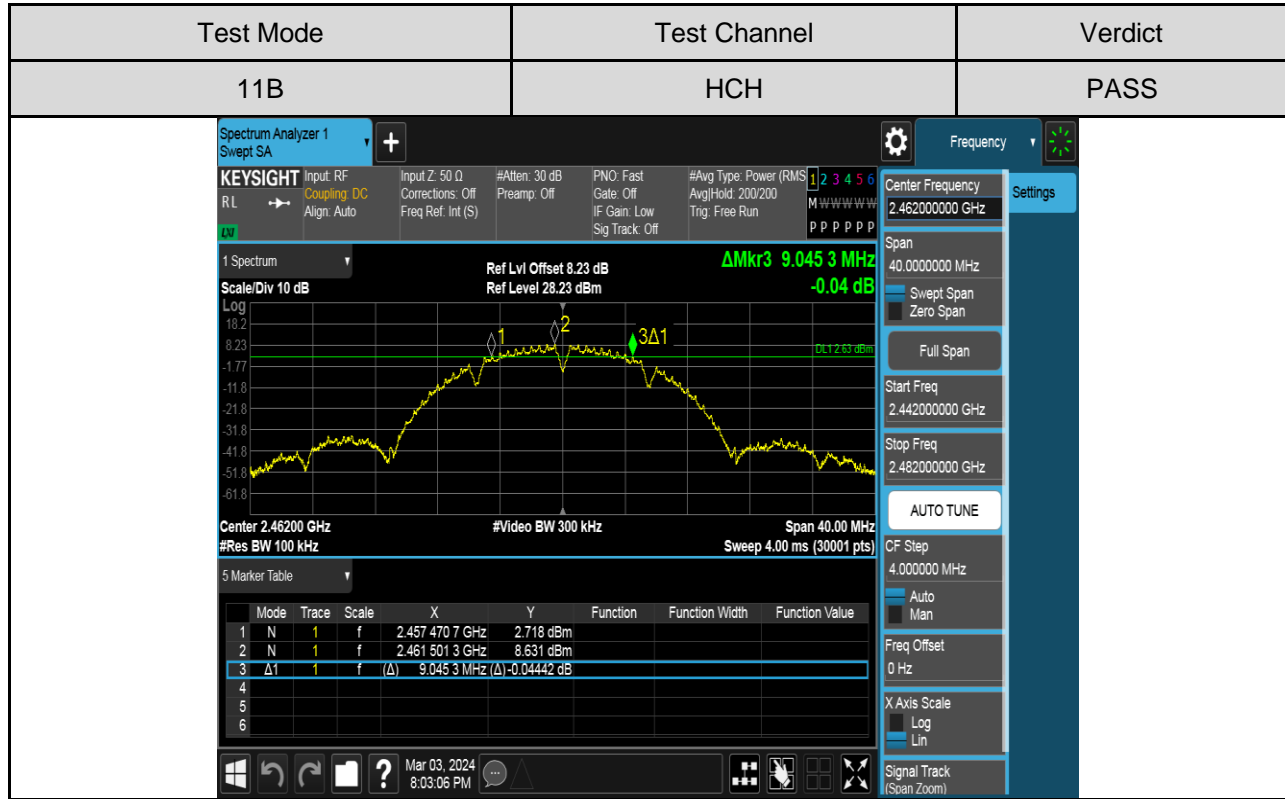 Test Mode Test Channel Verdict
11B HCH PASS
Spectrum Analyzer 1
Swept SA
+
Frequency
KEYSIGHT
RL
LXI
Input: RF
Coupling: DC
Align: Auto
Input Z: 50 Ω
Corrections: Off
Freq Ref: Int (S)
#Atten: 30 dB
Preamp: Off
PNO: Fast
Gate: Off
IF Gain: Low
Sig Track: Off
#Avg Type: Power (RMS
Avg|Hold: 200/200
Trig: Free Run
1 2 3 4 5 6
M W W W W W
P P P P P P
1 Spectrum
Scale/Div 10 dB
Ref Lvl Offset 8.23 dB
Ref Level 28.23 dBm
ΔMkr3 9.045 3 MHz
-0.04 dB
Log
18.2
8.23
-1.77
-11.8
-21.8
-31.8
-41.8
-51.8
-61.8
1
2
3Δ1
DL1 2.63 dBm
Center 2.46200 GHz #Video BW 300 kHz Span 40.00 MHz
#Res BW 100 kHz Sweep 4.00 ms (30001 pts)
5 Marker Table
Mode Trace Scale X Y Function Function Width Function Value
1 N 1 f 2.457 470 7 GHz 2.718 dBm
2 N 1 f 2.461 501 3 GHz 8.631 dBm
3 Δ1 1 f (Δ) 9.045 3 MHz (Δ) -0.04442 dB
4
5
6
?
Mar 03, 2024
8:03:06 PM
Center Frequency
2.462000000 GHz
Settings
Span
40.0000000 MHz
Swept Span
Zero Span
Full Span
Start Freq
2.442000000 GHz
Stop Freq
2.482000000 GHz
AUTO TUNE
CF Step
4.000000 MHz
Auto
Man
Freq Offset
0 Hz
X Axis Scale
Log
Lin
Signal Track
(Span Zoom)